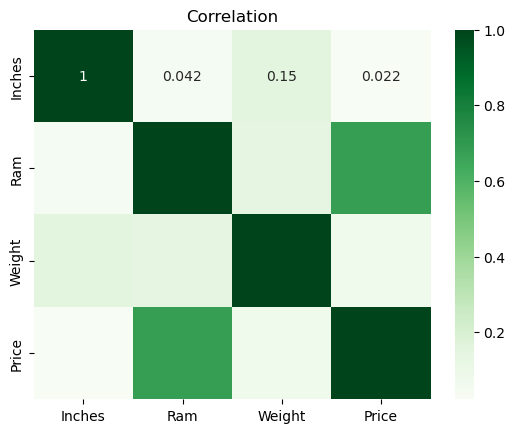 Correlation
Inches 1 0.042 0.15 0.022 1.0
Ram 0.8
0.6
Weight 0.4
Price 0.2
Inches Ram Weight Price